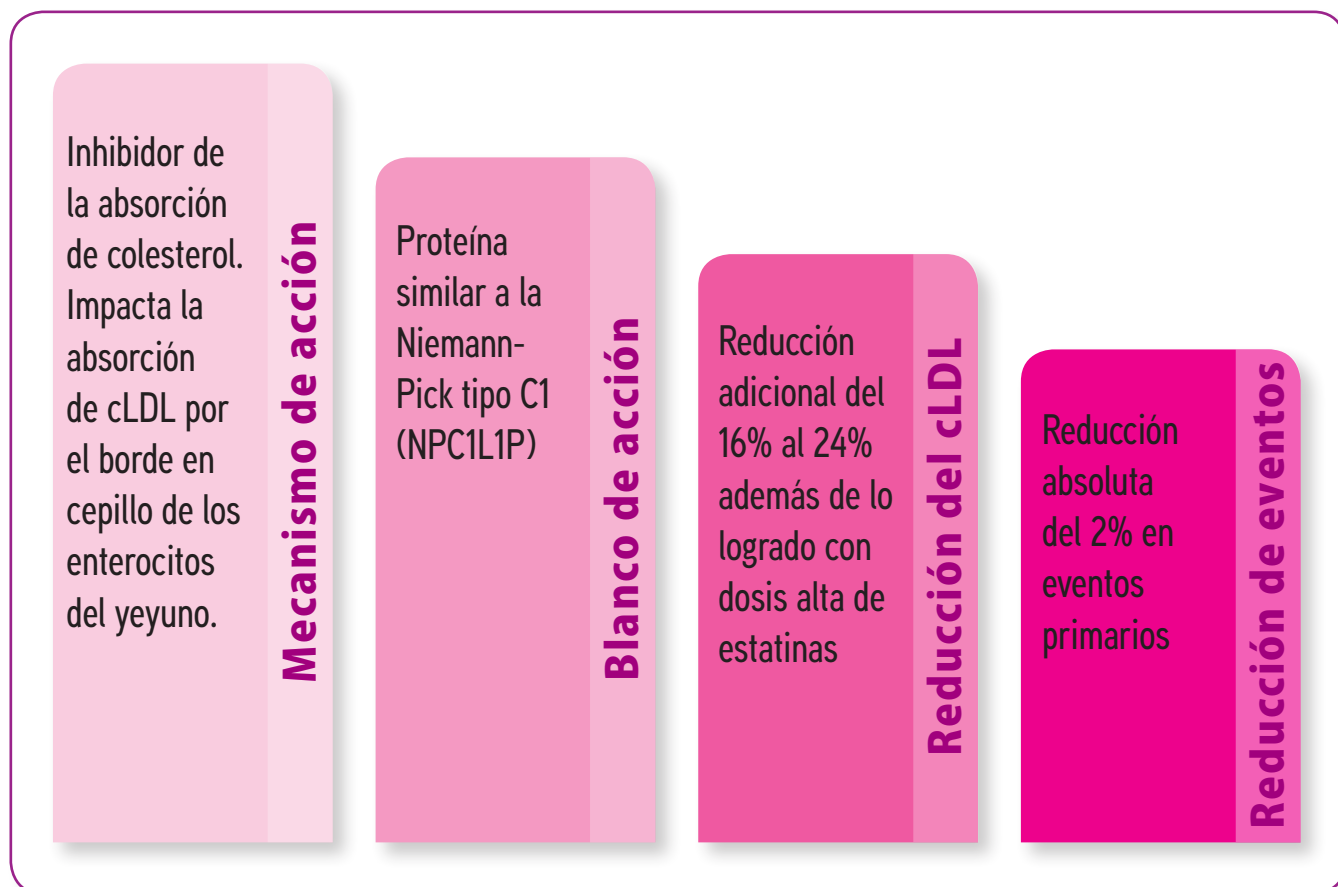 Inhibidor de
la absorción
de colesterol.
Impacta la
absorción
de cLDL por
el borde en
cepillo de los
enterocitos
del yeyuno.
Mecanismo de acción
Proteína
similar a la
Niemann-
Pick tipo C1
(NPC1L1P)
Blanco de acción
Reducción
adicional del
16% al 24%
además de lo
logrado con
dosis alta de
estatinas
Reducción del cLDL
Reducción
absoluta
del 2% en
eventos
primarios
Reducción de eventos